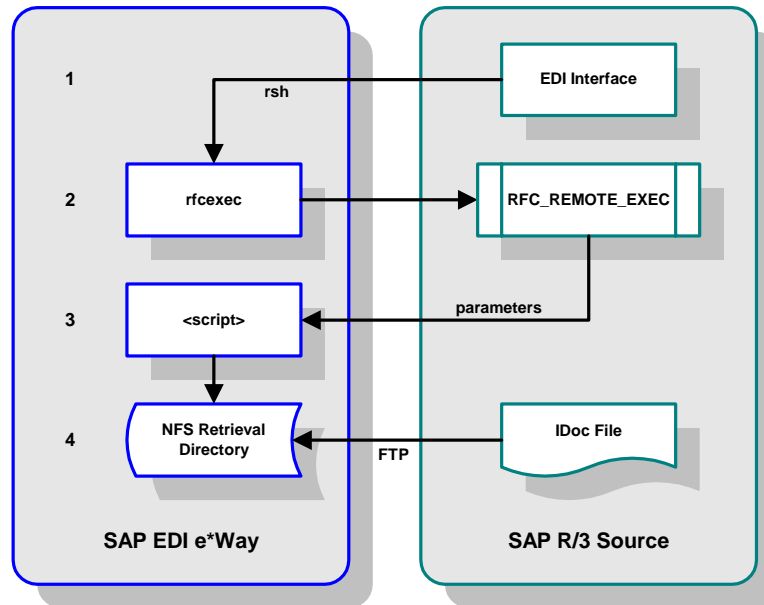 1
EDI Interface
rsh
2
rfcexec
RFC_REMOTE_EXEC
3
<script>
parameters
4
NFS Retrieval
Directory
FTP
IDoc File
SAP EDI e*Way
SAP R/3 Source